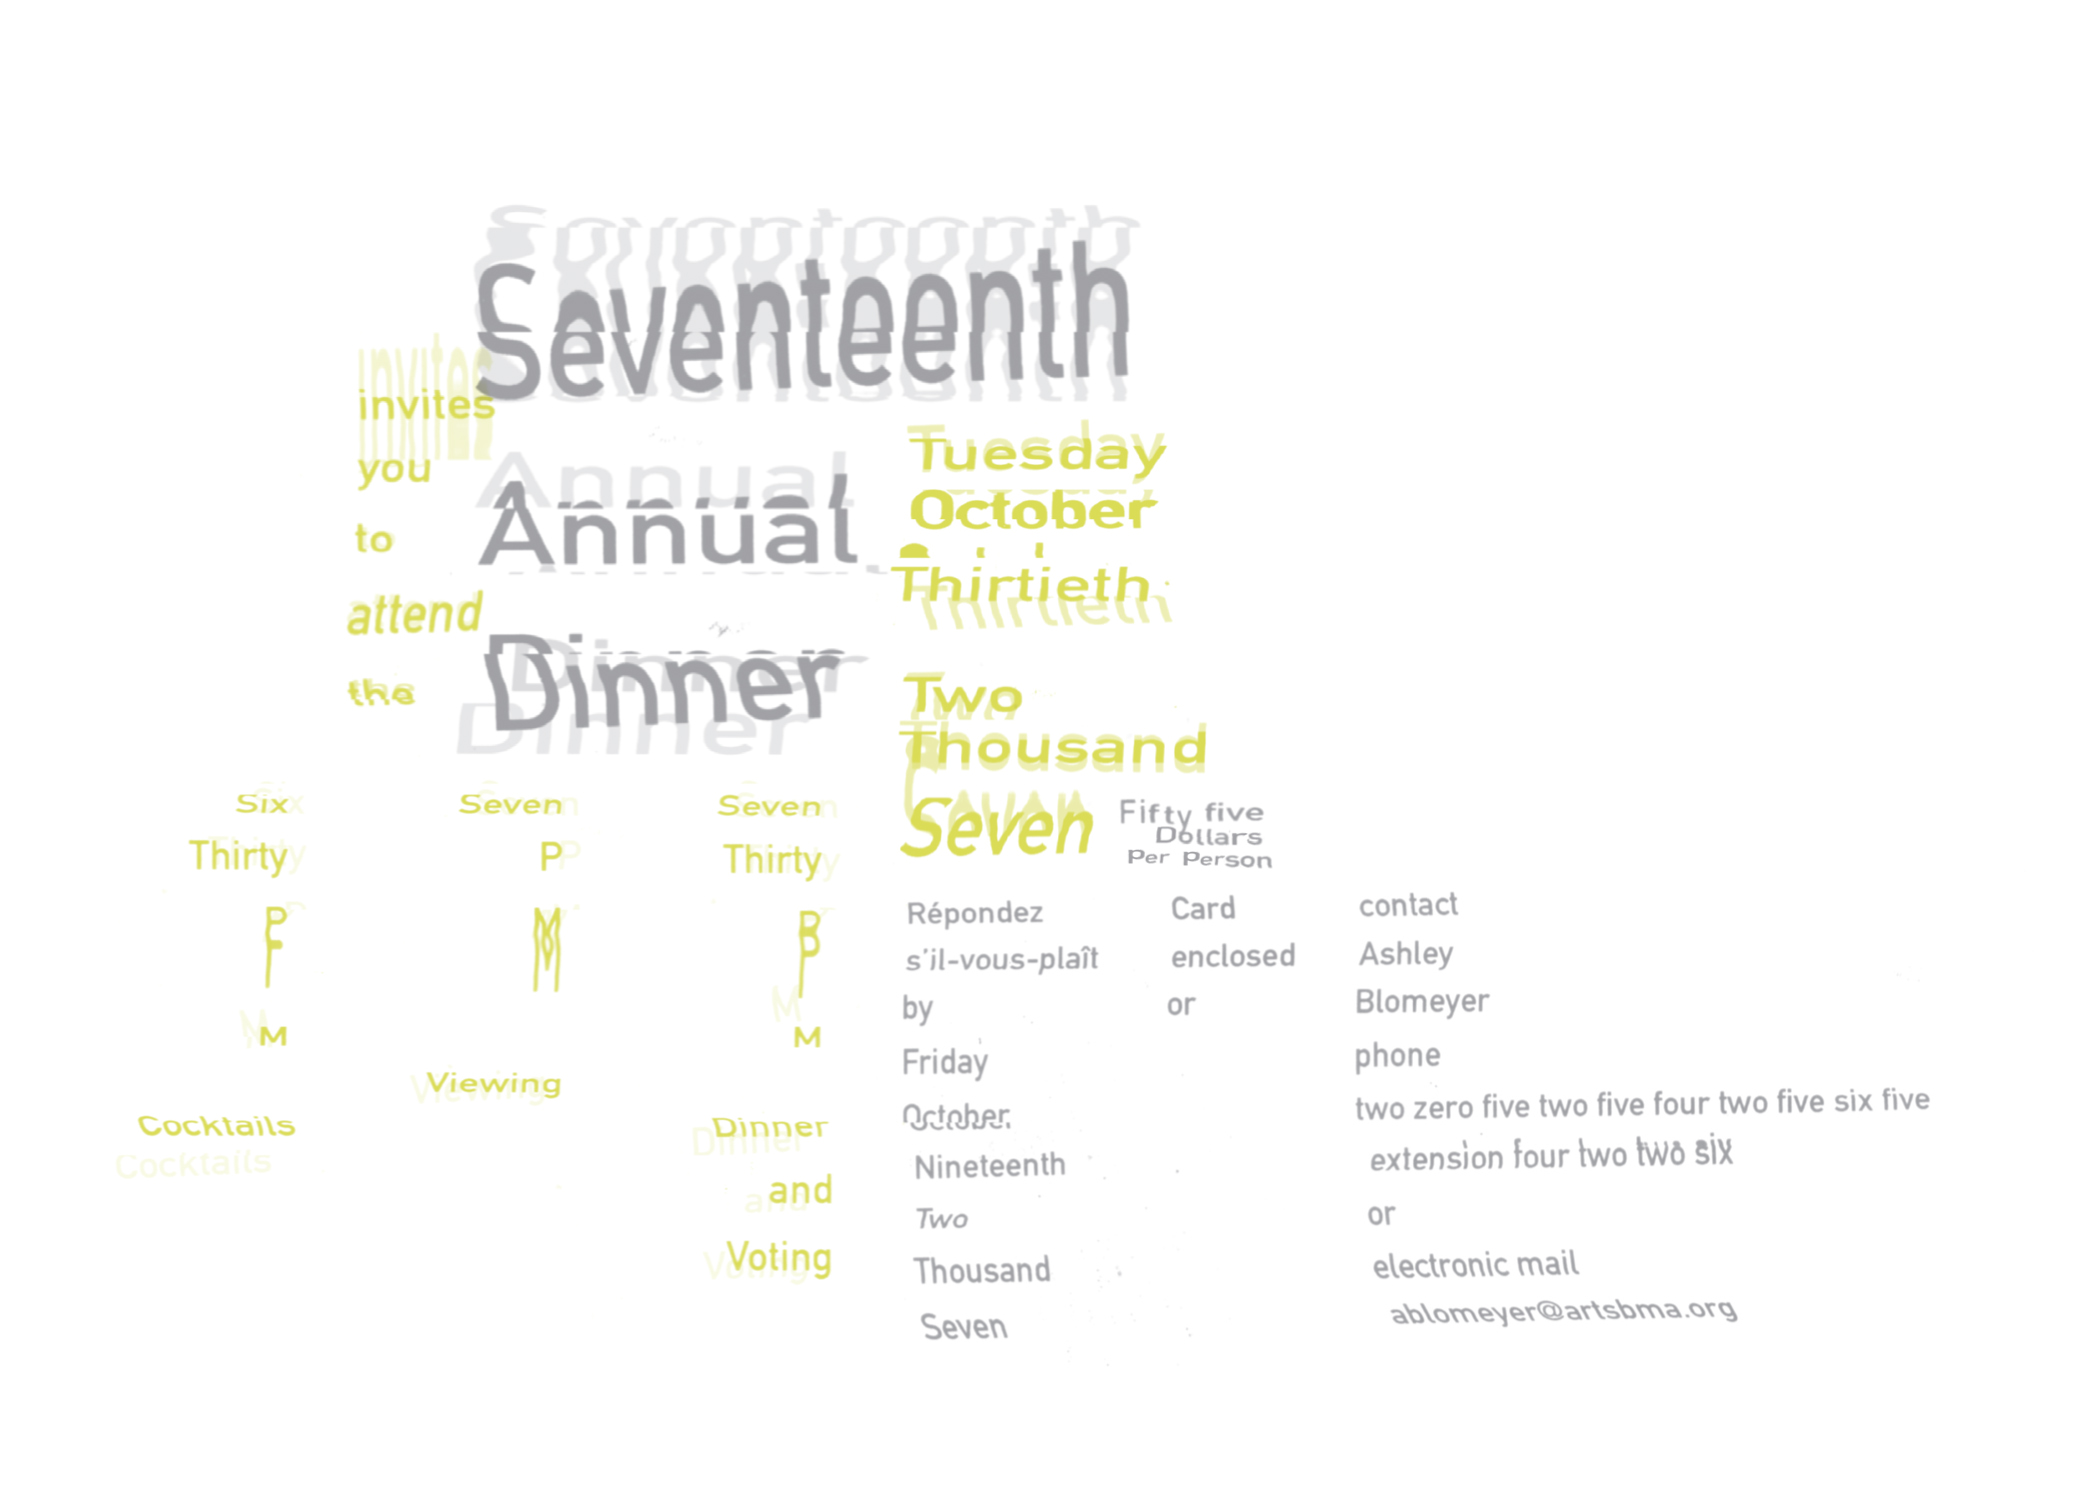 invites
you
to
attend
the
Seventeenth
Annual
Dinner
Tuesday
October
Thirtieth
Two
Thousand
Seven
Six
Thirty
P
M
Cocktails
Seven
P
M
Viewing
Seven
Thirty
P
M
Dinner
and
Voting
Fifty five
Dollars
Per Person
Répondez
s'il-vous-plaît
by
Friday
October
Nineteenth
Two
Thousand
Seven
Card
enclosed
or
contact
Ashley
Blomeyer
phone
two zero five two five four two five six five
extension four two two six
or
electronic mail
ablomeyer@artsbma.org